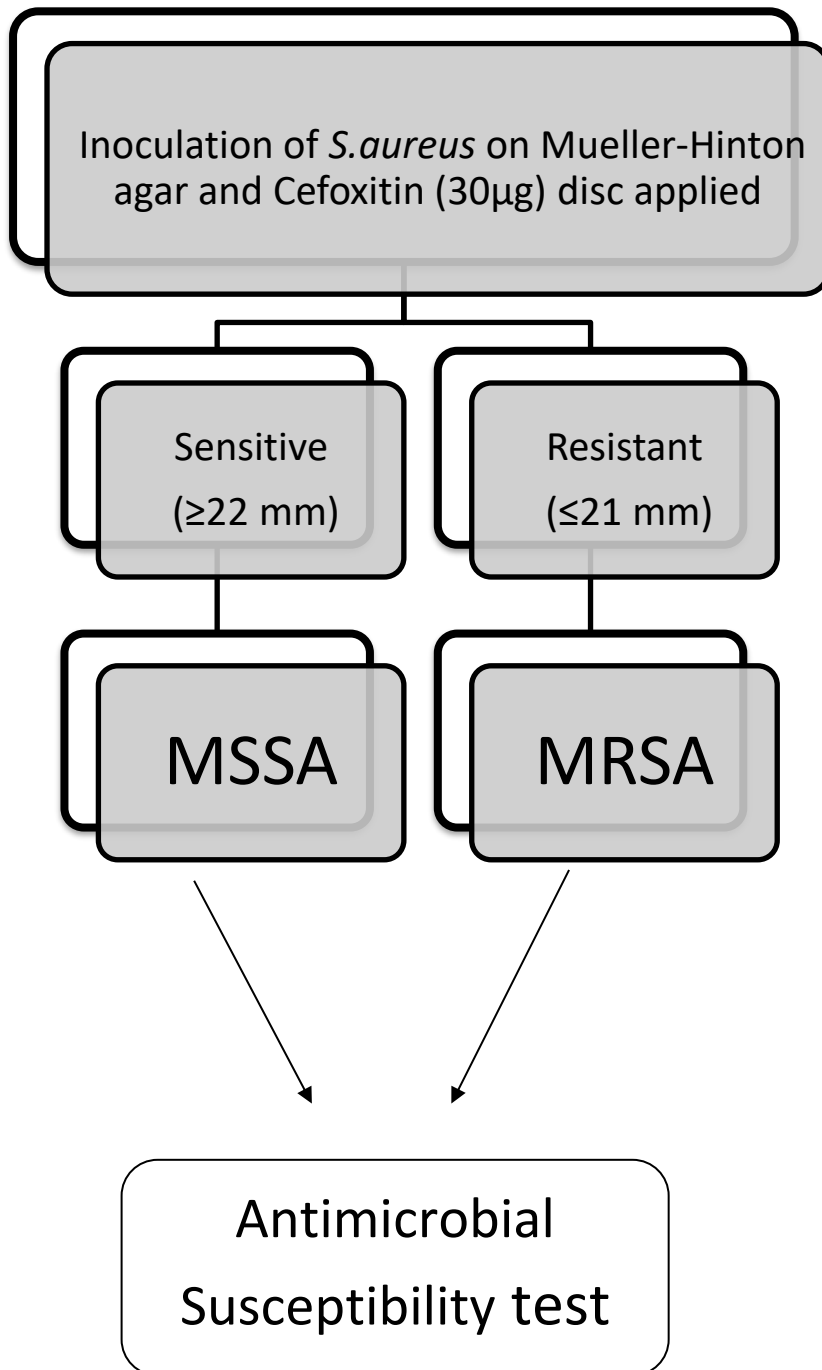 Inoculation of S.aureus on Mueller-Hinton
agar and Cefoxitin (30µg) disc applied
Sensitive
(≥22 mm)
Resistant
(≤21 mm)
MSSA
MRSA
Antimicrobial
Susceptibility test